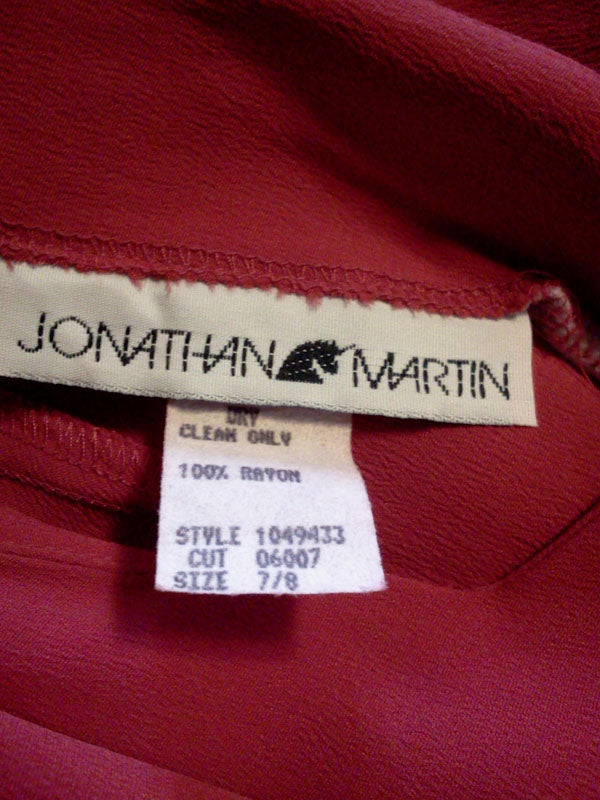 JONATHAN MARTIN
DRY
CLEAN ONLY
100% RAYON
STYLE 1049433
CUT 06007
SIZE 7/8